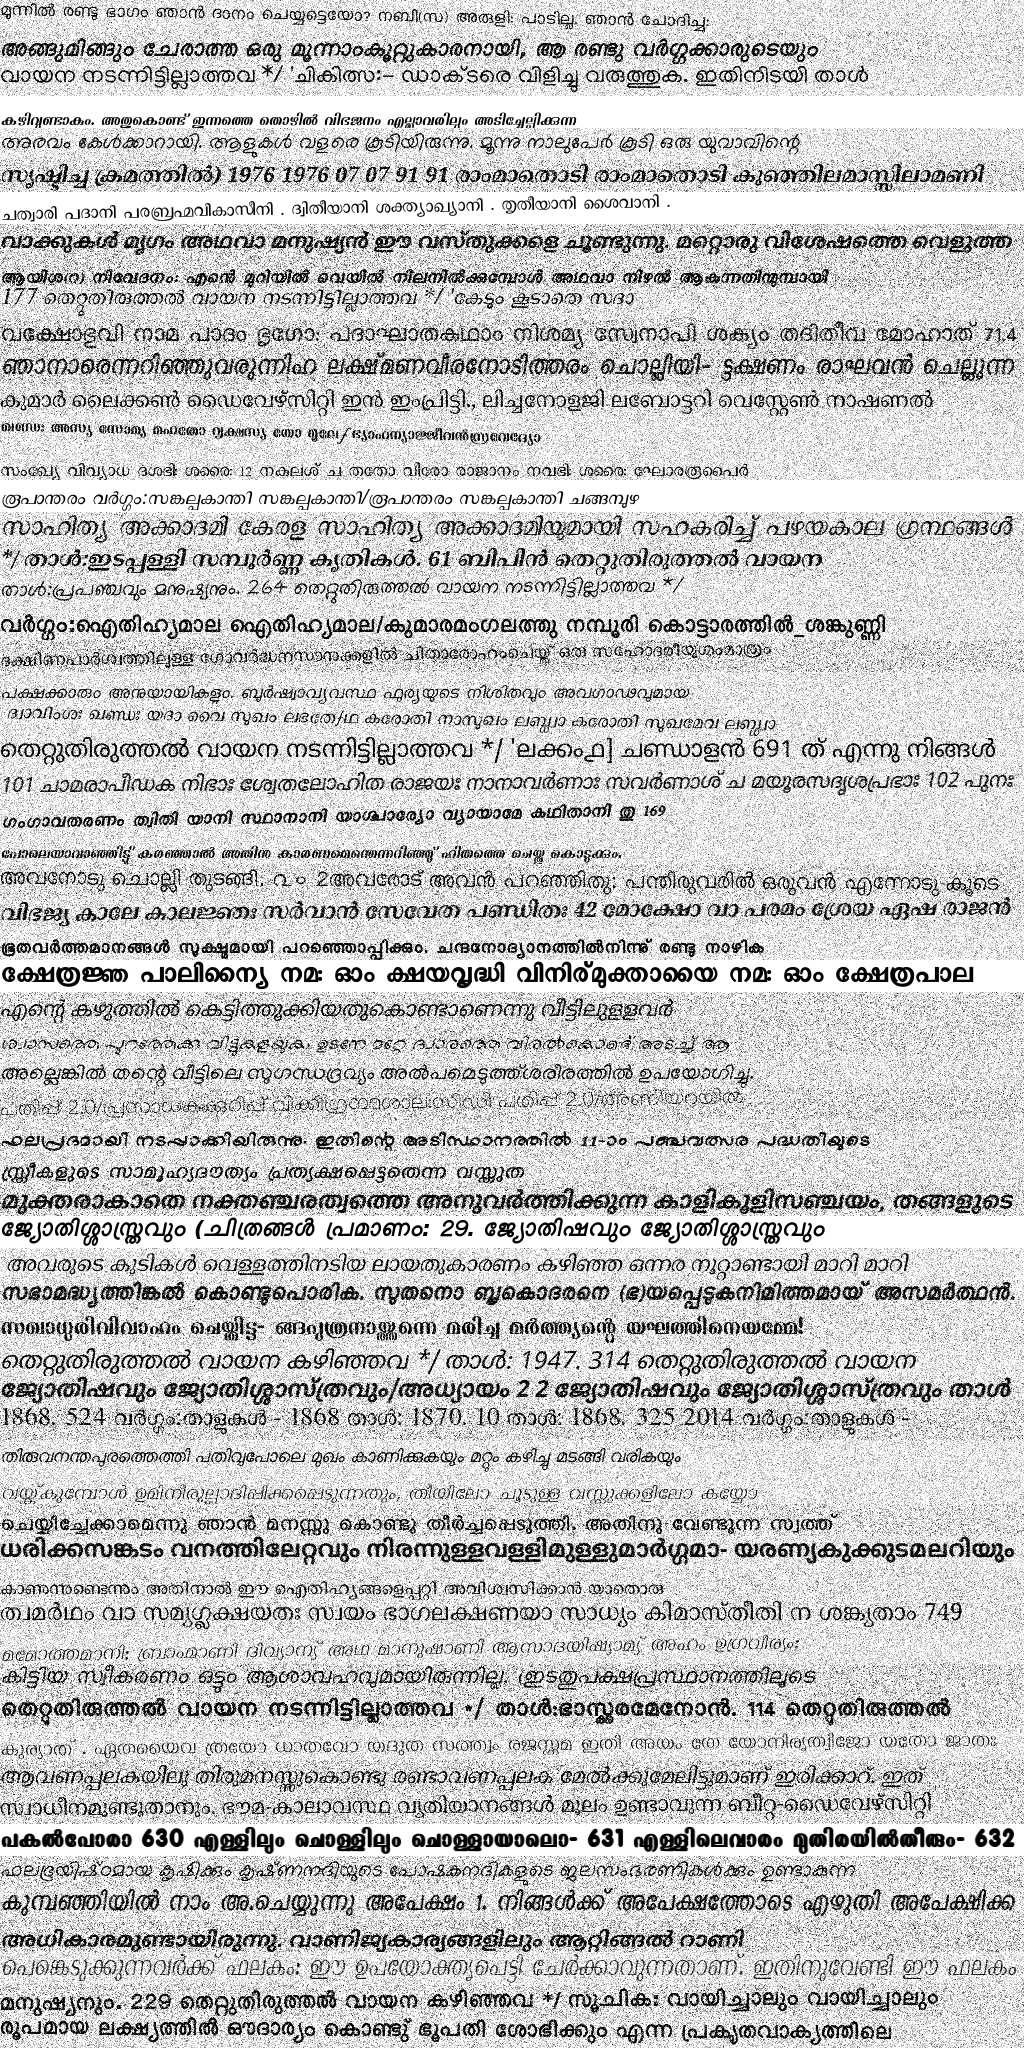 മുന്നിൽ രണ്ടു ഭാഗം ഞാൻ ദാനം ചെയ്യട്ടെയോ? നബി(സ) അരുളി: പാടില്ല. ഞാൻ ചോദിച്ചു:
അങ്ങുമിങ്ങും ചേരാത്ത ഒരു മൂന്നാംകൂറ്റുകാരനായി, ആ രണ്ടു വർഗ്ഗക്കാരുടെയും
വായന നടന്നിട്ടില്ലാത്തവ */ 'ചികിത്സ:– ഡാക്ടരെ വിളിച്ചു വരുത്തുക. ഇതിനിടയി താൾ
കഴിവുണ്ടാകും. അതുകൊണ്ട് ഇന്നത്തെ തൊഴിൽ വിഭജനം എല്ലാവരിലും അടിച്ചേല്പിക്കുന്ന
അരവം കേൾക്കാറായി. ആളുകൾ വളരെ കൂടിയിരുന്നു. മൂന്നു നാലുപേർ കൂടി ഒരു യുവാവിന്റെ
സൃഷ്ടിച്ച ക്രമത്തിൽ) 1976 1976 07 07 91 91 രാംമാതൊടി രാംമാതൊടി കുഞ്ഞിലമാസ്സിലാമണി
ചത്വാരി പദാനി പരബ്രഹ്മവികാസിനി . ദ്വിതീയാനി ശക്ത്യാഖ്യാനി . തൃതീയാനി ശൈവാനി .
വാക്കുകൾ മൃഗം അഥവാ മനുഷ്യൻ ഈ വസ്തുക്കളെ ചൂണ്ടുന്നു. മറ്റൊരു വിശേഷത്തെ വെളുത്ത
ആയിശ(റ) നിവേദനം: എന്റെ മുറിയിൽ വെയിൽ നിലനിൽക്കുമ്പോൾ അഥവാ നിഴൽ ആകുന്നതിനുമുമ്പായി
177 തെറ്റുതിരുത്തൽ വായന നടന്നിട്ടില്ലാത്തവ */ 'കേടും കൂടാതെ സദാ
വക്ഷോഭുവി നാമ പാദം ഭൃഗോ: പദാഘാതകഥാം നിശമ്യ സ്വേനാപി ശക്യം തദിതീവ മോഹാത് 71.4
ഞാനാരെന്നറിഞ്ഞുവരുന്നിഹ ലക്ഷ്മണവീരനോടിത്തരം ചൊല്ലിയി- ട്ടക്ഷണം രാഘവൻ ചെല്ലുന്ന
കുമാർ ലൈക്കൺ ഡൈവേഴ്സിറ്റി ഇൻ ഇംപ്രിട്ടി., ലിച്ചനോളജി ലബോട്ടറി വെസ്റ്റേൺ നാഷണൽ
ഖണ്ഡഃ അസ്യ സോമ്യ മഹതോ വൃക്ഷസ്യ യോ മൂലേഽഭ്യാഹന്യാജ്ജീവൻസ്രവേദ്യോ
സംഖ്യേ വിവ്യാധ ദശഭിഃ ശരൈഃ 12 നകുലശ് ച തതോ വീരോ രാജാനം നവഭിഃ ശരൈഃ ഘോരരൂപൈർ
രൂപാന്തരം വർഗ്ഗം:സങ്കല്പകാന്തി സങ്കല്പകാന്തി/രൂപാന്തരം സങ്കല്പകാന്തി ചങ്ങമ്പുഴ
സാഹിത്യ അക്കാദമി കേരള സാഹിത്യ അക്കാദമിയുമായി സഹകരിച്ച് പഴയകാല ഗ്രന്ഥങ്ങൾ
*/ താൾ:ഇടപ്പള്ളി സമ്പൂർണ്ണ കൃതികൾ. 61 ബിപിൻ തെറ്റുതിരുത്തൽ വായന
താൾ:പ്രപഞ്ചവും മനുഷ്യനും. 264 തെറ്റുതിരുത്തൽ വായന നടന്നിട്ടില്ലാത്തവ */
വർഗ്ഗം:ഐതിഹ്യമാല ഐതിഹ്യമാല/കുമാരമംഗലത്തു നമ്പൂരി കൊട്ടാരത്തിൽ_ശങ്കുണ്ണി
ദക്ഷിണപാർശ്വത്തിലുള്ള ഗോവർദ്ധനസാനുക്കളിൽ ചിതാരോഹംചെയ്ത ഒരു സഹോദരീയുശംമാത്രം
പക്ഷക്കാരും അനുയായികളും. ബൂർഷ്വാവ്യവസ്ഥ ഫുര്യയുടെ നിശിതവും അവഗാഢവുമായ
ദ്വാവിംശഃ ഖണ്ഡഃ യദാ വൈ സുഖം ലഭതേഽഥ കരോതി നാസുഖം ലബ്ധ്വാ കരോതി സുഖമേവ ലബ്ധ്വാ
തെറ്റുതിരുത്തൽ വായന നടന്നിട്ടില്ലാത്തവ */ 'ലക്കം൧] ചണ്ഡാളൻ 691 ത് എന്നു നിങ്ങൾ
101 ചാമരാപീഡക നിഭാഃ ശ്വേതലോഹിത രാജയഃ നാനാവർണാഃ സവർണാശ് ച മയൂരസദൃശപ്രഭാഃ 102 പുനഃ
ഗംഗാവതരണം ത്വിതി യാനി സ്ഥാനാനി യാശ്ചാര്യോ വ്യായാമേ കഥിതാനി തു 169
പോലെയാവാഞ്ഞിട്ട് കരഞ്ഞാൽ അതിനു കാരണമെന്തെന്നറിഞ്ഞു് ഹിതത്തെ ചെയ്തു കൊടുക്കും.
അവനോടു ചൊല്ലി തുടങ്ങി. ൨൦ 2അവരോട് അവൻ പറഞ്ഞിതു; പന്തിരുവരിൽ ഒരുവൻ എന്നോടു കൂടെ
വിഭജ്യ കാലേ കാലജ്ഞഃ സർവാൻ സേവേത പണ്ഡിതഃ 42 മോക്ഷോ വാ പരമം ശ്രേയ ഏഷ രാജൻ
ഭൂതവർത്തമാനങ്ങൾ സൂക്ഷ്മമായി പറഞ്ഞൊപ്പിക്കും. ചന്ദനോദ്യാനത്തിൽനിന്നു് രണ്ടു നാഴിക
ക്ഷേത്രജ്ഞ പാലിന്യൈ നമഃ ഓം ക്ഷയവൃദ്ധി വിനിര്മുക്തായൈ നമഃ ഓം ക്ഷേത്രപാല
എന്റെ കഴുത്തിൽ കെട്ടിത്തൂക്കിയതുകൊണ്ടാണെന്നു വീട്ടിലുള്ളവർ
ശ്വാസത്തെ പുറത്തേക്കു വിട്ടുകളയുക. ഉടനേ മറ്റേ ദ്വാരത്തെ വിരൽകൊണ്ട് അടച്ച് ആ
അല്ലെങ്കിൽ തന്റെ വീട്ടിലെ സുഗന്ധദ്രവ്യം അൽപമെടുത്ത്ശരീരത്തിൽ ഉപയോഗിച്ചു.
പതിപ്പ് 2.0/പ്രസാധകക്കുറിപ്പ് വിക്കിഗ്രന്ഥശാലസിഡി പതിപ്പ് 2.0/അണിയറയിൽ
ഫലപ്രദമായി നടപ്പാക്കിയിരുന്നു. ഇതിന്റെ അടിസ്ഥാനത്തിൽ 11-ാം പഞ്ചവത്സര പദ്ധതിയുടെ
സ്ത്രീകളുടെ സാമൂഹ്യദൗത്യം പ്രത്യക്ഷപ്പെട്ടതെന്ന വസ്തുത
മുക്തരാകാതെ നക്തഞ്ചരത്വത്തെ അനുവർത്തിക്കുന്ന കാളികൂളിസഞ്ചയം, തങ്ങളുടെ
ജ്യോതിശ്ശാസ്ത്രവും (ചിത്രങ്ങൾ പ്രമാണം: 29. ജ്യോതിഷവും ജ്യോതിശ്ശാസ്ത്രവും
അവരുടെ കുടികൾ വെള്ളത്തിനടിയ ലായതുകാരണം കഴിഞ്ഞ ഒന്നര നൂറ്റാണ്ടായി മാറി മാറി
സഭാമദ്ധ്യത്തിങ്കൽ കൊണ്ടുപൊരിക. സുതനൊ ബൃകൊദരനെ (ഭ)യപ്പെടുകനിമിത്തമായ് അസമർത്ഥൻ.
സഖാധ്വരിവിവാഹം ചെയ്തിട്ടു- ങ്ങപുത്രനായ്ത്തന്നെ മരിച്ച മർത്ത്യന്റെ യഘത്തിനെയമ്മേ!
തെറ്റുതിരുത്തൽ വായന കഴിഞ്ഞവ */ താൾ: 1947. 314 തെറ്റുതിരുത്തൽ വായന
ജ്യോതിഷവും ജ്യോതിശ്ശാസ്ത്രവും/അധ്യായം 2 2 ജ്യോതിഷവും ജ്യോതിശ്ശാസ്ത്രവും താൾ
1868. 524 വർഗ്ഗം:താളുകൾ - 1868 താൾ: 1870. 10 താൾ: 1868. 325 2014 വർഗ്ഗം:താളുകൾ -
തിരുവനന്തപുരത്തെത്തി പതിവുപോലെ മുഖം കാണിക്കുകയും മറ്റും കഴിച്ചു മടങ്ങി വരികയും
വയ്ക്കുമ്പോൾ ഉമിനീരുല്പാദിപ്പിക്കപ്പെടുന്നതും, തീയിലോ ചൂടുള്ള വസ്തുക്കളിലോ കയ്യോ
ചെയ്യിച്ചേക്കാമെന്നു ഞാൻ മനസ്സു കൊണ്ടു തീർച്ചപ്പെടുത്തി. അതിനു വേണ്ടുന്ന സ്വത്ത്
ധരിക്കസങ്കടം വനത്തിലേറ്റവും നിരന്നുള്ളവള്ളിമുള്ളുമാർഗ്ഗമാ- യരണ്യകുക്കുടമലറിയും
കാണുന്നുണ്ടെന്നും അതിനാൽ ഈ ഐതിഹ്യങ്ങളെപ്പറ്റി അവിശ്വസിക്കാൻ യാതൊരു
ത്വമർഥം വാ സമ്യഗ്ലക്ഷയതഃ സ്വയം ഭാഗലക്ഷണയാ സാധ്യം കിമാസ്തീതി ന ശങ്ക്യതാം 749
മമോത്തമാനി: ബ്രാഹ്മാണി ദിവ്യാന്യ് അഥ മാനുഷാണി ആസാദയിഷ്യാമ്യ് അഹം ഉഗ്രവീര്യം:
കിട്ടിയ സ്വീകരണം ഒട്ടും ആശാവഹവുമായിരുന്നില്ല. (ഇടതുപക്ഷപ്രസ്ഥാനത്തിലൂടെ
തെറ്റുതിരുത്തൽ വായന നടന്നിട്ടില്ലാത്തവ */ താൾ:ഭാസ്കരമേനോൻ. 114 തെറ്റുതിരുത്തൽ
കുര്യാത് . ഏതയൈവ ത്രയോ ധാതവോ യദുത സത്ത്വം രജസ്തമ ഇതി അയം തേ യോനിരൃത്വിജോ യതോ ജാതഃ
ആവണപ്പലകയിലു തിരുമനസ്സുകൊണ്ടു രണ്ടാവണപ്പലക മേൽക്കുമേലിട്ടുമാണ് ഇരിക്കാറ്. ഇത്
സ്വാധീനമുണ്ടുതാനും. ഭൗമ-കാലാവസ്ഥ വ്യതിയാനങ്ങൾ മൂലം ഉണ്ടാവുന്ന ബീറ്റ-ഡൈവേഴ്സിറ്റി
പകൽപോരാ 630 എള്ളിലും ചൊള്ളിലും ചൊള്ളായാലൊ- 631 എള്ളിലെവാരം മുതിരയിൽതീരും- 632
ഫലഭൂയിഷ്ഠമായ കൃഷിക്കും കൃഷ്ണനദിയുടെ പോഷകനദികളുടെ ജലസംഭരണികൾക്കും ഉണ്ടാകുന്ന
കുമ്പഞ്ഞിയിൽ നാം അ.ചെയ്യുന്നു അപേക്ഷം 1. നിങ്ങൾക്ക് അപേക്ഷത്തോടെ എഴുതി അപേക്ഷിക്ക
അധികാരമുണ്ടായിരുന്നു. വാണിജ്യകാര്യങ്ങളിലും ആറ്റിങ്ങൽ റാണി
പെങ്കെടുക്കുന്നവർക്ക് ഫലകം: ഈ ഉപയോക്തൃപെട്ടി ചേർക്കാവുന്നതാണ്. ഇതിനുവേണ്ടി ഈ ഫലകം
മനുഷ്യനും. 229 തെറ്റുതിരുത്തൽ വായന കഴിഞ്ഞവ */ സൂചിക: വായിച്ചാലും വായിച്ചാലും
രൂപമായ ലക്ഷ്യത്തിൽ ഔദാര്യം കൊണ്ടു് ഭൂപതി ശോഭിക്കും എന്ന പ്രകൃതവാക്യത്തിലെ